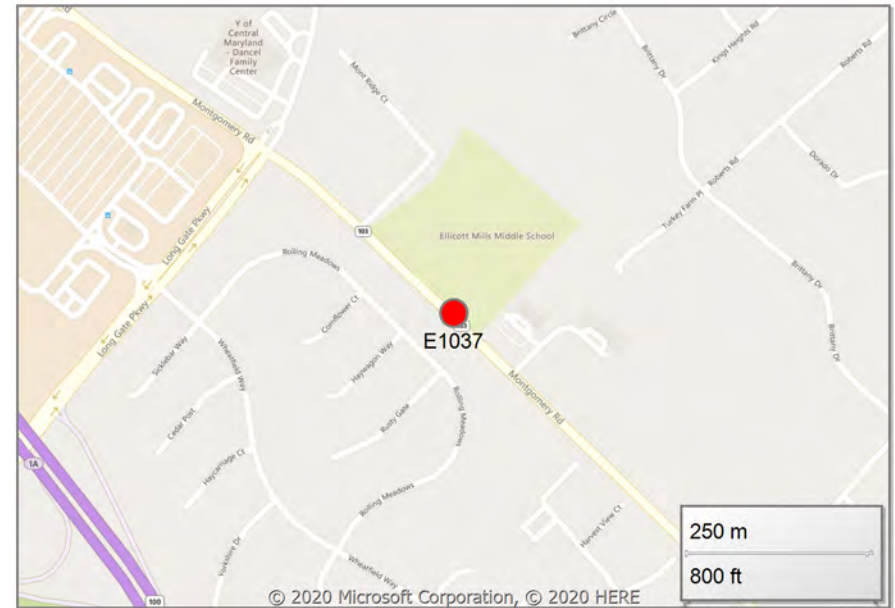 Rd
Y of
Central
Maryland
- Dancel
Family
Center
Brittany Circle
Brittany Dr
Kings Heights Rd
Roberts Rd
Mont Ridge Ct
Montgomery Rd
Dorado Dr
Roberts Rd
Turkey Farm Pl
Long Gate Pkwy
103
Ellicott Mills Middle School
Rolling Meadows
Brittany Dr
Cornflower Ct
103
E1037
Long Gate Pkwy
Sicklebar Way
Wheatfield Way
Haywagon Way
Brittany Dr
Montgomery Rd
Rolling Meadows
Cedar Post
Rusty Gate
1A
Haycarriage Ct
Rolling Meadows
Harvest View Ct
250 m
Yorkshire Dr
Wheatfield Way
800 ft
100
© 2020 Microsoft Corporation, © 2020 HERE